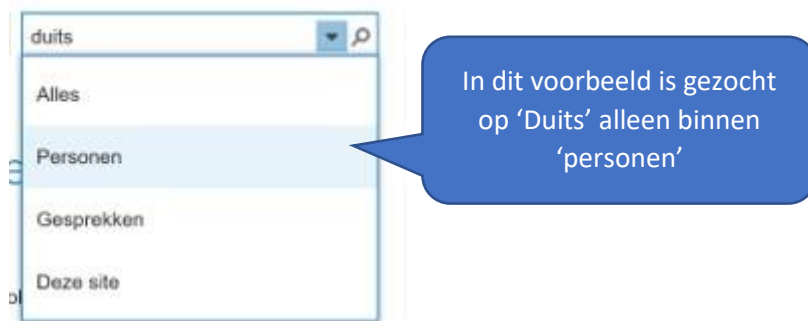 duits
Alles
Personen
Gesprekken
Deze site
In dit voorbeeld is gezocht
op ‘Duits’ alleen binnen
‘personen’